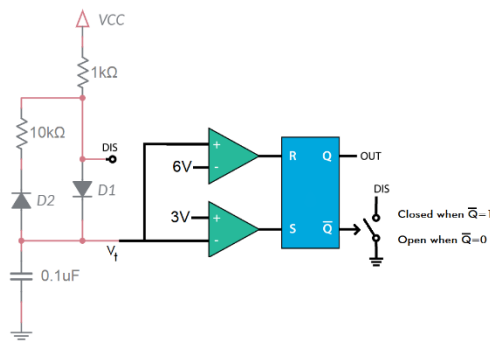 VCC
1kΩ
10kΩ
DIS
D1
D2
Vt
0.1uF
+
6V-
-
3V-
+
-
R Q OUT
S Q̅
DIS
Closed when Q̅=1
Open when Q̅=0